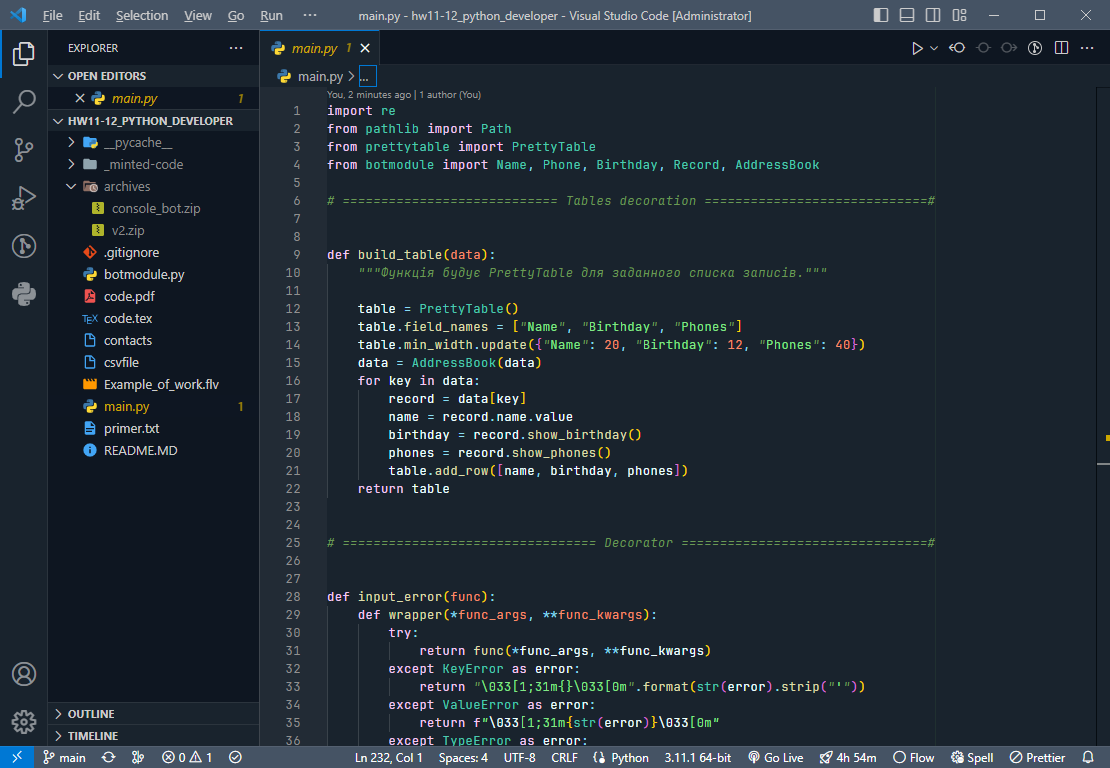 File Edit Selection View Go Run ··· main.py - hw11-12_python_developer - Visual Studio Code [Administrator]
EXPLORER ···
OPEN EDITORS
main.py 1
HW11-12_PYTHON_DEVELOPER
__pycache__
_minted-code
archives
console_bot.zip
v2.zip
.gitignore
botmodule.py
code.pdf
TEX code.tex
contacts
csvfile
Example_of_work.flv
main.py 1
primer.txt
README.MD
OUTLINE
TIMELINE
main.py 1
main.py > ...
You, 2 minutes ago | 1 author (You)
1 import re
2 from pathlib import Path
3 from prettytable import PrettyTable
4 from botmodule import Name, Phone, Birthday, Record, AddressBook
5
6 # ============================ Tables decoration =============================#
7
8
9 def build_table(data):
10 """Функція будує PrettyTable для заданного списка записів."""
11
12 table = PrettyTable()
13 table.field_names = ["Name", "Birthday", "Phones"]
14 table.min_width.update({"Name": 20, "Birthday": 12, "Phones": 40})
15 data = AddressBook(data)
16 for key in data:
17 record = data[key]
18 name = record.name.value
19 birthday = record.show_birthday()
20 phones = record.show_phones()
21 table.add_row([name, birthday, phones])
22 return table
23
24
25 # ================================= Decorator ================================#
26
27
28 def input_error(func):
29 def wrapper(*func_args, **func_kwargs):
30 try:
31 return func(*func_args, **func_kwargs)
32 except KeyError as error:
33 return "\033[1;31m{}\033[0m".format(str(error).strip("'"))
34 except ValueError as error:
35 return f"\033[1;31m{str(error)}\033[0m"
36 except TypeError as error:
main 0 1 Ln 232, Col 1 Spaces: 4 UTF-8 CRLF Python 3.11.1 64-bit Go Live 4h 54m Flow Spell Prettier